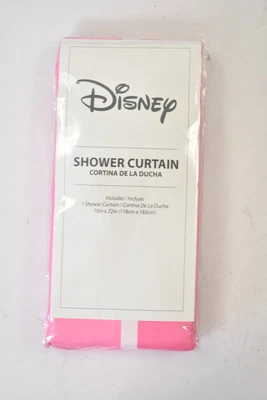 Disney
SHOWER CURTAIN
CORTINA DE LA DUCHA
Includes / Incluye:
1 Shower Curtain / Cortina De La Ducha
70in x 72in (178cm x 183cm)